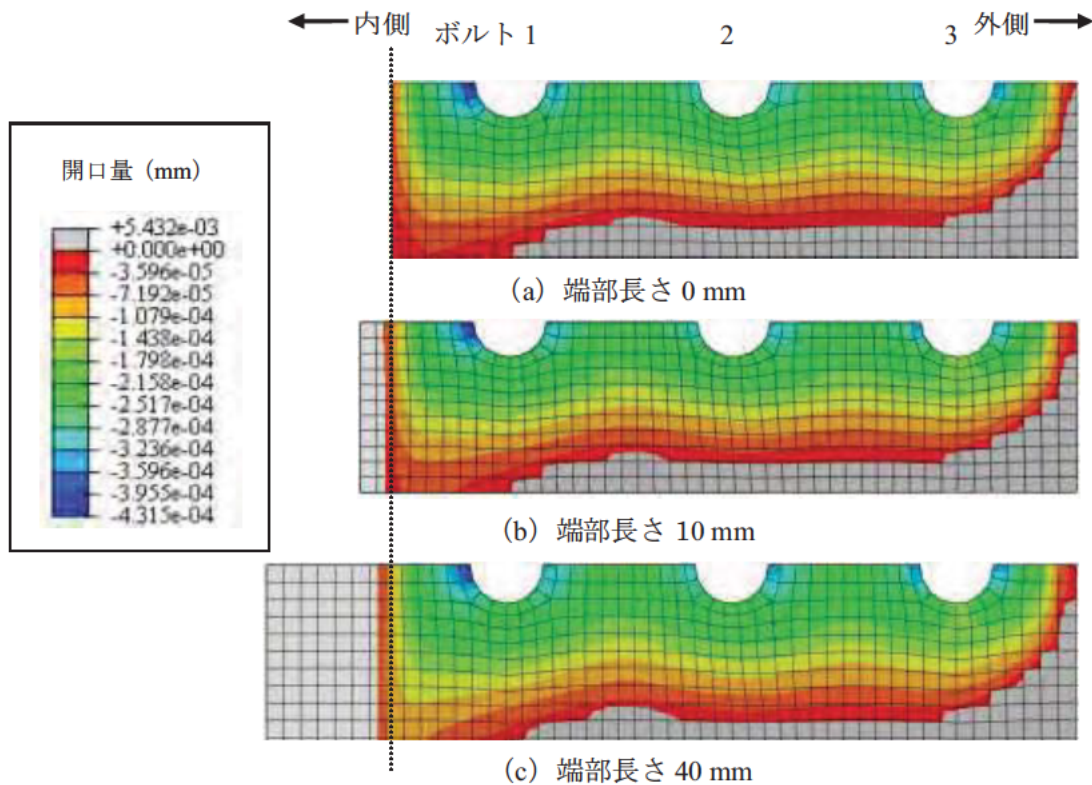 内側
ボルト 1
2
3
外側
開口量 (mm)
+5.432e-03
+0.000e+00
-3.596e-05
-7.192e-05
-1 079e-04
-1 438e-04
-1 798e-04
-2.158e-04
-2.517e-04
-2.877e-04
-3.236e-04
-3.596e-04
-3.955e-04
-4.315e-04
(a) 端部長さ 0 mm
(b) 端部長さ 10 mm
(c) 端部長さ 40 mm